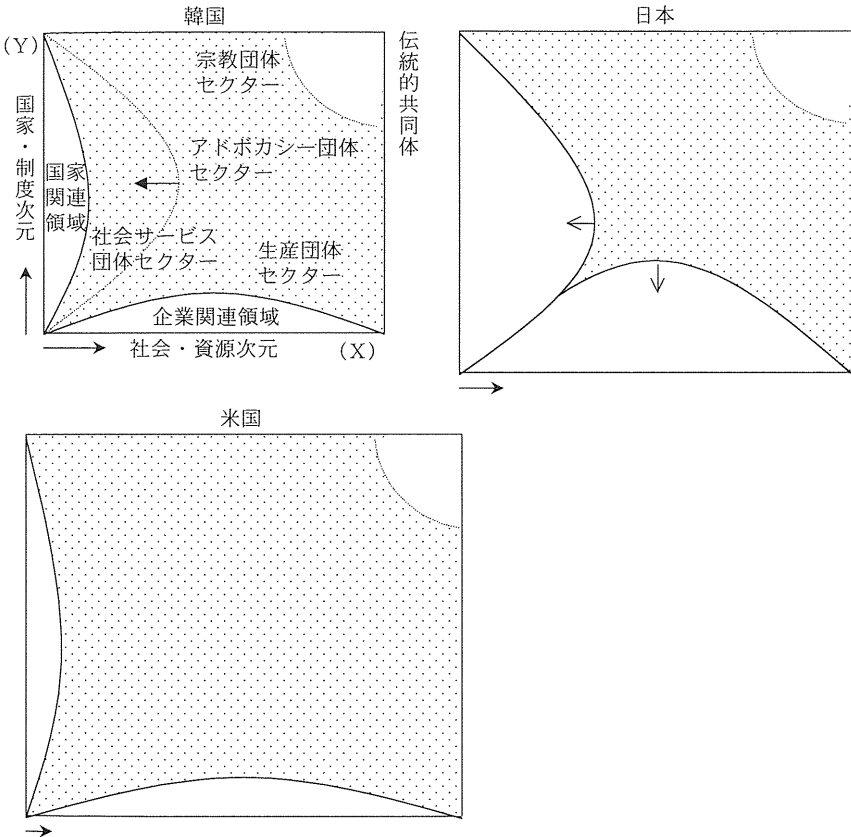 韓国
日本
(Y)
国家・制度次元
伝統的共同体
宗教団体
セクター
アドボカシー団体
セクター
国家
関連
領域
社会サービス
団体セクター
生産団体
セクター
企業関連領域
社会・資源次元
(X)
米国